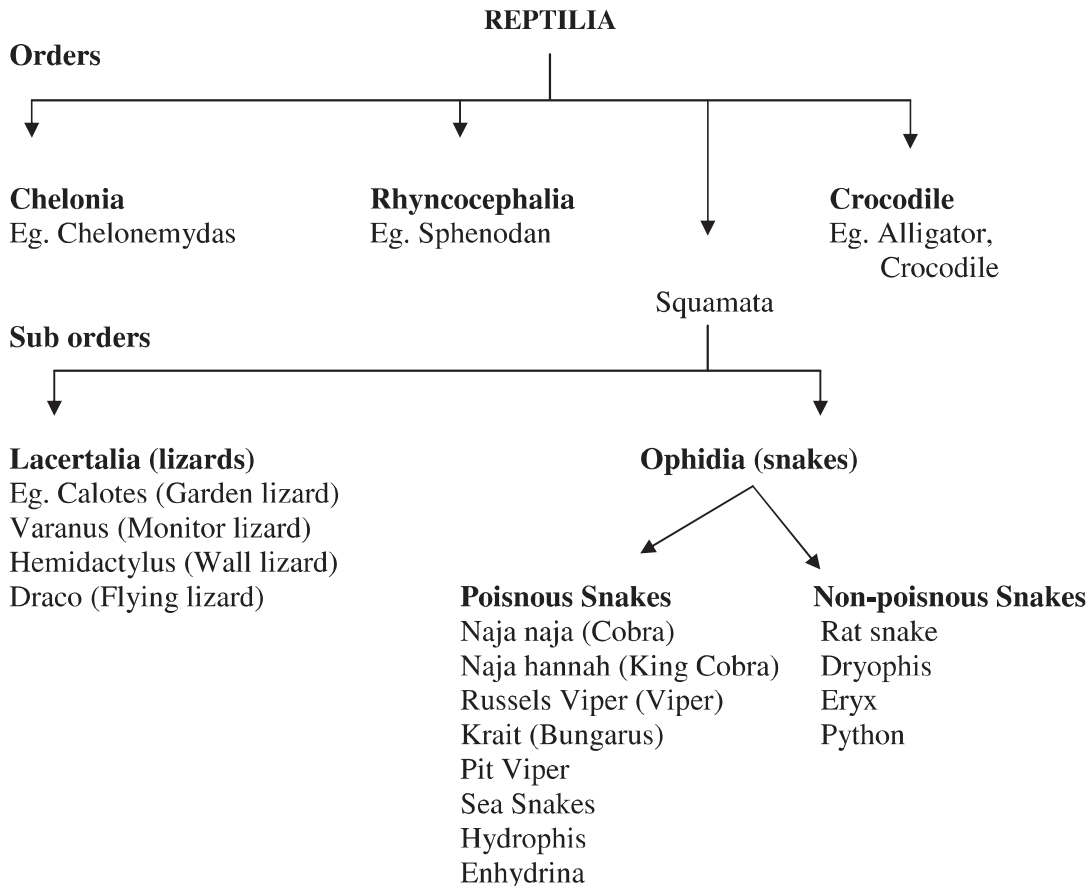 REPTILIA
Orders
Chelonia
Eg. Chelonemydas
Rhyncocephalia
Eg. Sphenodan
Crocodile
Eg. Alligator,
Crocodile
Squamata
Sub orders
Lacertalia (lizards)
Eg. Calotes (Garden lizard)
Varanus (Monitor lizard)
Hemidactylus (Wall lizard)
Draco (Flying lizard)
Ophidia (snakes)
Poisnous Snakes
Naja naja (Cobra)
Naja hannah (King Cobra)
Russels Viper (Viper)
Krait (Bungarus)
Pit Viper
Sea Snakes
Hydrophis
Enhydrina
Non-poisnous Snakes
Rat snake
Dryophis
Eryx
Python